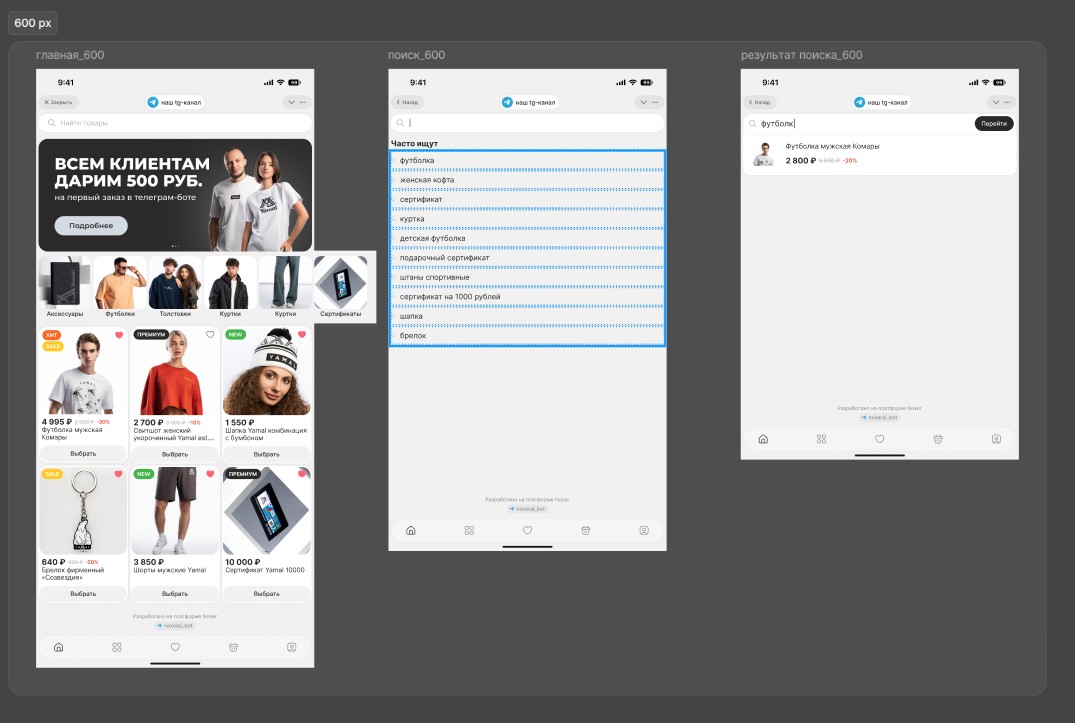 600 px
главная_600
9:41
Закрыть
наш tg-канал
Найти товары
ВСЕМ КЛИЕНТАМ
ДАРИМ 500 РУБ.
на первый заказ в телеграм-боте
Подробнее
Аксессуары
Футболки
Толстовки
Куртки
Куртки
Сертификаты
ХИТ
SALE
4 995 ₽ -30%
Футболка мужская
Комары
Выбрать
ПРЕМИУМ
2 700 ₽ -10%
Свитшот женский
укороченный Yamal est...
Выбрать
NEW
YAMAL
1 550 ₽
Шапка Yamal комбинация
с бумбоном
Выбрать
SALE
640 ₽ -20%
Брелок фирменный
«Созвездие»
Выбрать
NEW
3 850 ₽
Шорты мужские Yamal
Выбрать
ПРЕМИУМ
10 000 ₽
Сертификат Yamal 10000
Выбрать
Разработано на платформе Noxer
noxerai_bot
поиск_600
9:41
Назад
наш tg-канал
Часто ищут
футболка
женская кофта
сертификат
куртка
детская футболка
подарочный сертификат
штаны спортивные
сертификат на 1000 рублей
шапка
брелок
Разработано на платформе Noxer
noxerai_bot
результат поиска_600
9:41
Назад
наш tg-канал
футболк
Перейти
Футболка мужская Комары
2 800 ₽ 3 500 ₽ -20%
Разработано на платформе Noxer
noxerai_bot